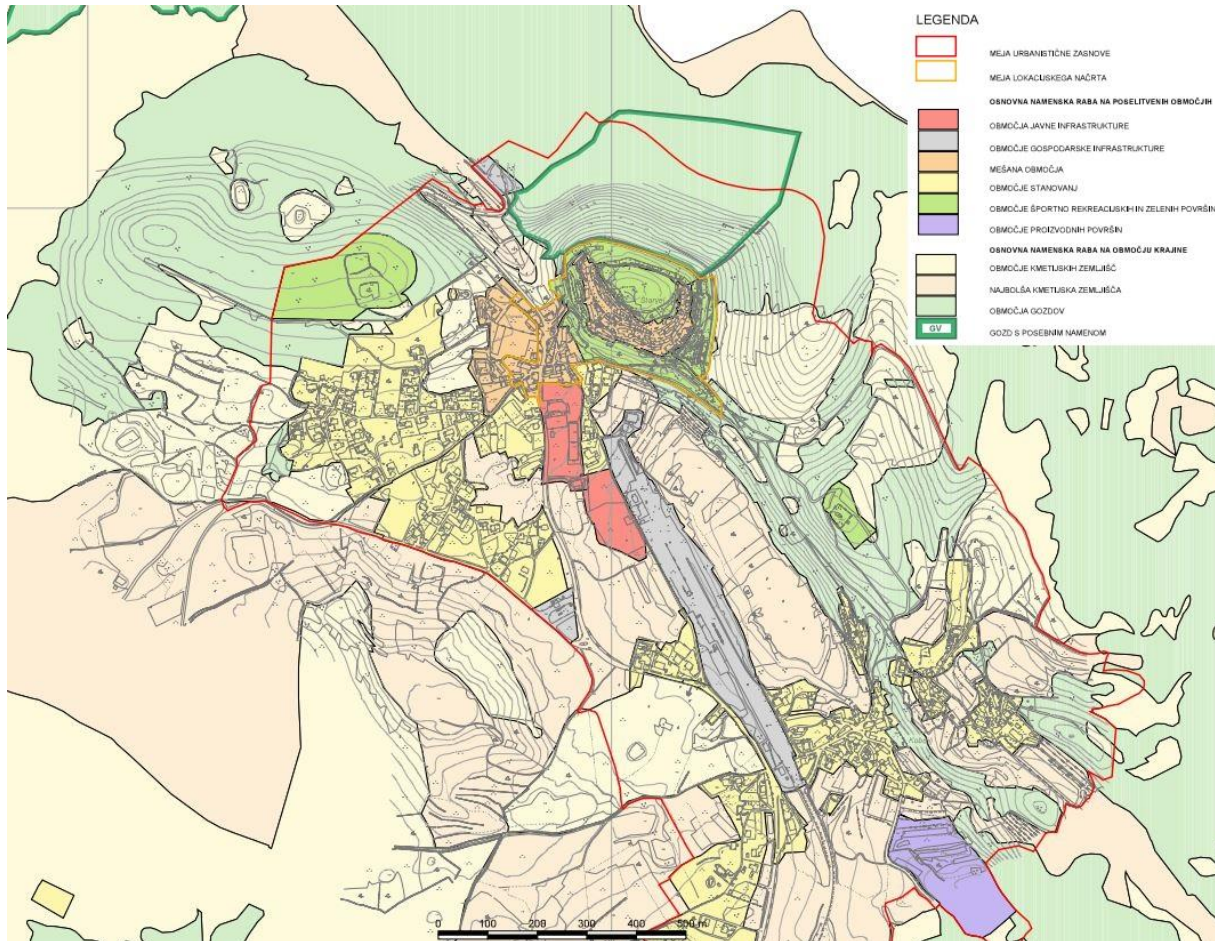 LEGENDA
MEJA URBANISTIČNE ZASNOVE
MEJA LOKACIJSKEGA NAČRTA
OSNOVNA NAMENSKA RABA NA POSELITVENIH OBMOČJIH
OBMOČJA JAVNE INFRASTRUKTURE
OBMOČJE GOSPODARSKE INFRASTRUKTURE
MEŠANA OBMOČJA
OBMOČJE STANOVANJ
OBMOČJE ŠPORTNO REKREACIJSKIH IN ZELENIH POVRŠIN
OBMOČJE PROIZVODNIH POVRŠIN
OSNOVNA NAMENSKA RABA NA OBMOČJU KRAJINE
OBMOČJE KMETIJSKIH ZEMLJIŠČ
NAJBOLŠA KMETIJSKA ZEMLJIŠČA
OBMOČJA GOZDOV
GV
GOZD S POSEBNIM NAMENOM
0 100 200 300 400 500 m